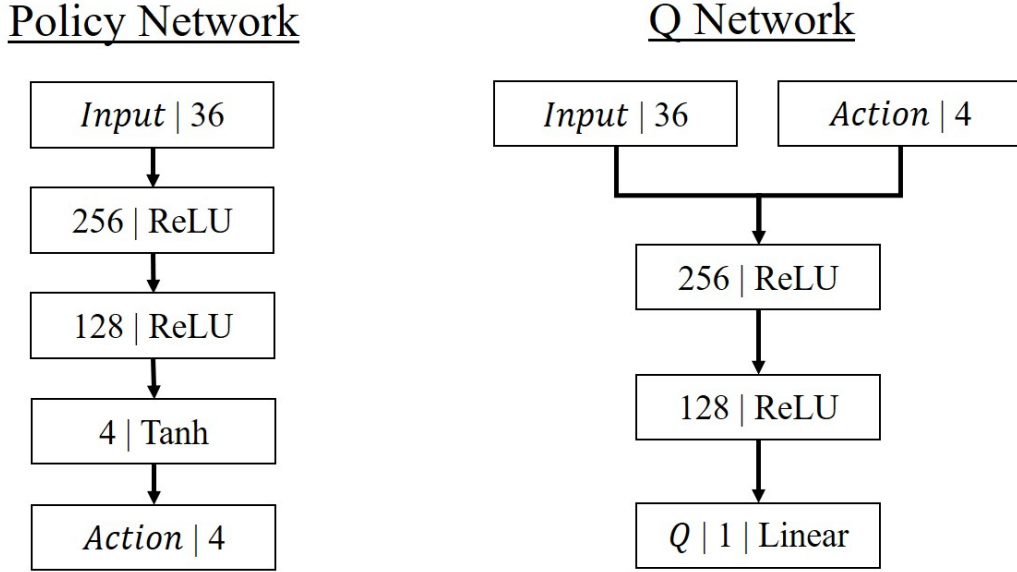 Policy Network
Input | 36
256 | ReLU
128 | ReLU
4 | Tanh
Action | 4
Q Network
Input | 36
Action | 4
256 | ReLU
128 | ReLU
Q | 1 | Linear